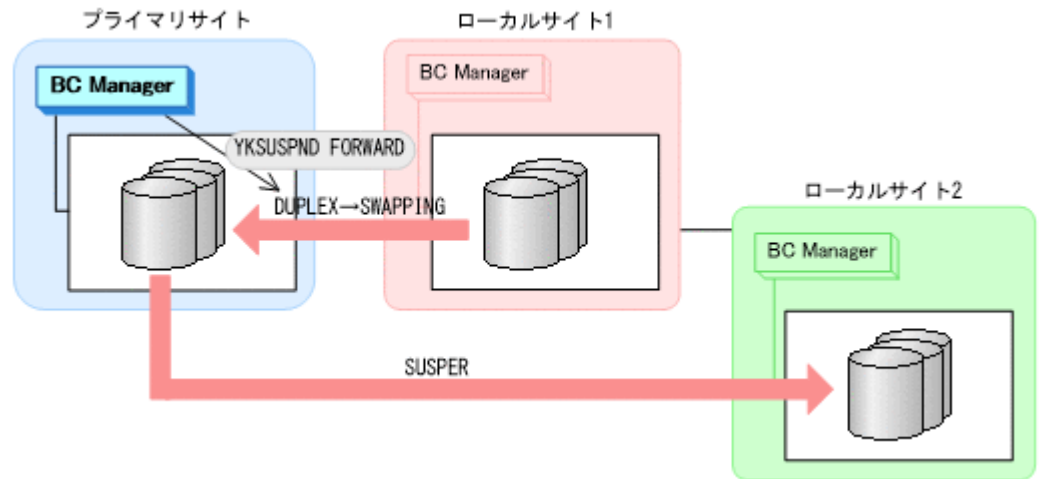 プライマリサイト
ローカルサイト1
BC Manager
BC Manager
YKSUSPND FORWARD
DUPLEX→SWAPPING
ローカルサイト2
BC Manager
SUSPER